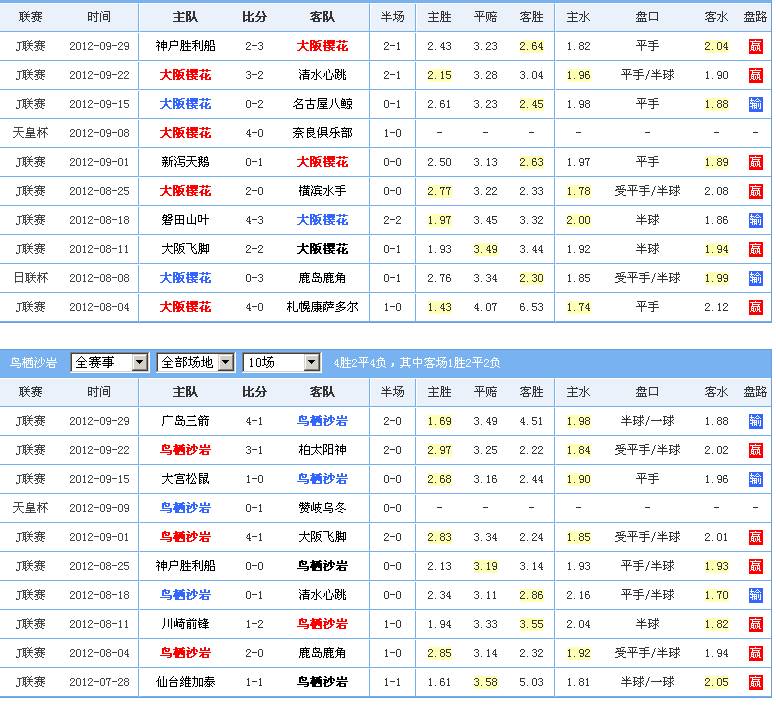 联赛 时间 主队 比分 客队 半场 主胜 平赔 客胜 主水 盘口 客水 盘路
J联赛 2012-09-29 神户胜利船 2-3 大阪樱花 2-1 2.43 3.23 2.64 1.82 平手 2.04 赢
J联赛 2012-09-22 大阪樱花 3-2 清水心跳 2-1 2.15 3.28 3.04 1.96 平手/半球 1.90 赢
J联赛 2012-09-15 大阪樱花 0-2 名古屋八鲸 0-1 2.61 3.23 2.45 1.98 平手 1.88 输
天皇杯 2012-09-08 大阪樱花 4-0 奈良俱乐部 1-0 - - - - - - -
J联赛 2012-09-01 新泻天鹅 0-1 大阪樱花 0-0 2.50 3.13 2.63 1.97 平手 1.89 赢
J联赛 2012-08-25 大阪樱花 2-0 横滨水手 0-0 2.77 3.22 2.33 1.78 受平手/半球 2.08 赢
J联赛 2012-08-18 磐田山叶 4-3 大阪樱花 2-2 1.97 3.45 3.32 2.00 半球 1.86 输
J联赛 2012-08-11 大阪飞脚 2-2 大阪樱花 0-1 1.93 3.49 3.44 1.92 半球 1.94 赢
日联杯 2012-08-08 大阪樱花 0-3 鹿岛鹿角 0-1 2.76 3.34 2.30 1.85 受平手/半球 1.99 输
J联赛 2012-08-04 大阪樱花 4-0 札幌康萨多尔 1-0 1.43 4.07 6.53 1.74 平手 2.12 赢
鸟栖沙岩 全赛事 全部场地 10场 4胜2平4负，其中客场1胜2平2负
联赛 时间 主队 比分 客队 半场 主胜 平赔 客胜 主水 盘口 客水 盘路
J联赛 2012-09-29 广岛三箭 4-1 鸟栖沙岩 2-0 1.69 3.49 4.51 1.98 半球/一球 1.88 输
J联赛 2012-09-22 鸟栖沙岩 3-1 柏太阳神 2-0 2.97 3.25 2.22 1.84 受平手/半球 2.02 赢
J联赛 2012-09-15 大宫松鼠 1-0 鸟栖沙岩 0-0 2.68 3.16 2.44 1.90 平手 1.96 输
天皇杯 2012-09-09 鸟栖沙岩 0-1 赞岐乌冬 0-0 - - - - - - -
J联赛 2012-09-01 鸟栖沙岩 4-1 大阪飞脚 2-0 2.83 3.34 2.24 1.85 受平手/半球 2.01 赢
J联赛 2012-08-25 神户胜利船 0-0 鸟栖沙岩 0-0 2.13 3.19 3.14 1.93 平手/半球 1.93 赢
J联赛 2012-08-18 鸟栖沙岩 0-1 清水心跳 0-0 2.34 3.11 2.86 2.16 平手/半球 1.70 输
J联赛 2012-08-11 川崎前锋 1-2 鸟栖沙岩 1-0 1.94 3.33 3.55 2.04 半球 1.82 赢
J联赛 2012-08-04 鸟栖沙岩 2-0 鹿岛鹿角 1-0 2.85 3.14 2.32 1.92 受平手/半球 1.94 赢
J联赛 2012-07-28 仙台维加泰 1-1 鸟栖沙岩 1-1 1.61 3.58 5.03 1.81 半球/一球 2.05 赢